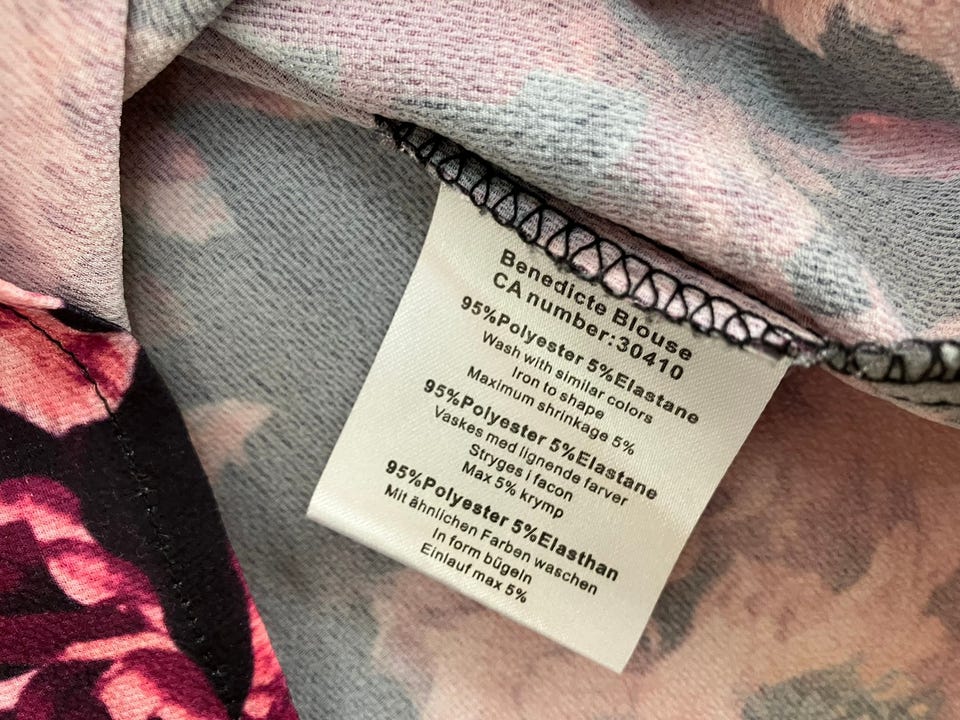 Benedicte Blouse
CA number:30410
95%Polyester 5%Elastane
Wash with similar colors
Iron to shape
Maximum shrinkage 5%
95%Polyester 5%Elastane
Vaskes med lignende farver
Stryges i facon
Max 5% krymp
95%Polyester 5%Elasthan
Mit ähnlichen Farben waschen
In form bügeln
Einlauf max 5%